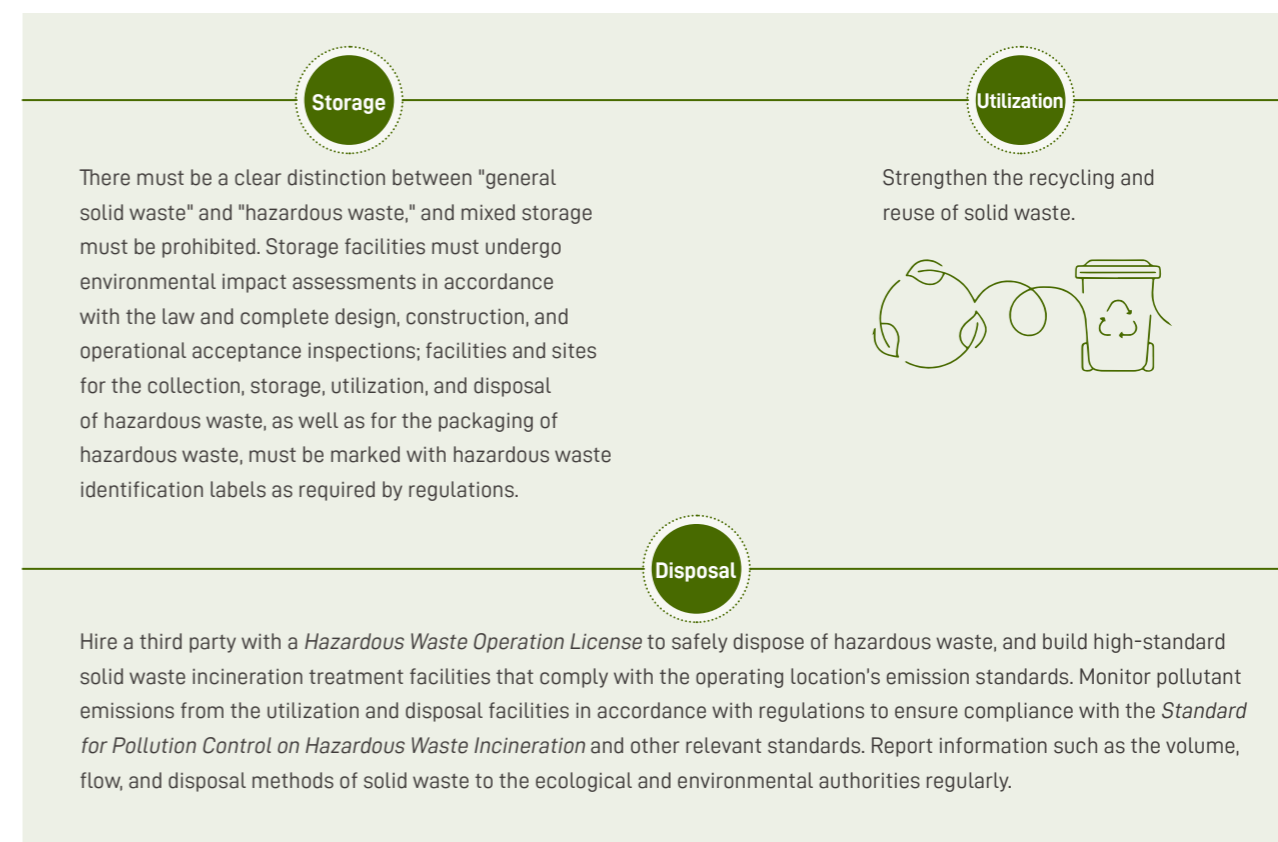 Storage
There must be a clear distinction between "general
solid waste" and "hazardous waste," and mixed storage
must be prohibited. Storage facilities must undergo
environmental impact assessments in accordance
with the law and complete design, construction, and
operational acceptance inspections; facilities and sites
for the collection, storage, utilization, and disposal
of hazardous waste, as well as for the packaging of
hazardous waste, must be marked with hazardous waste
identification labels as required by regulations.
Utilization
Strengthen the recycling and
reuse of solid waste.
Disposal
Hire a third party with a Hazardous Waste Operation License to safely dispose of hazardous waste, and build high-standard
solid waste incineration treatment facilities that comply with the operating location's emission standards. Monitor pollutant
emissions from the utilization and disposal facilities in accordance with regulations to ensure compliance with the Standard
for Pollution Control on Hazardous Waste Incineration and other relevant standards. Report information such as the volume,
flow, and disposal methods of solid waste to the ecological and environmental authorities regularly.